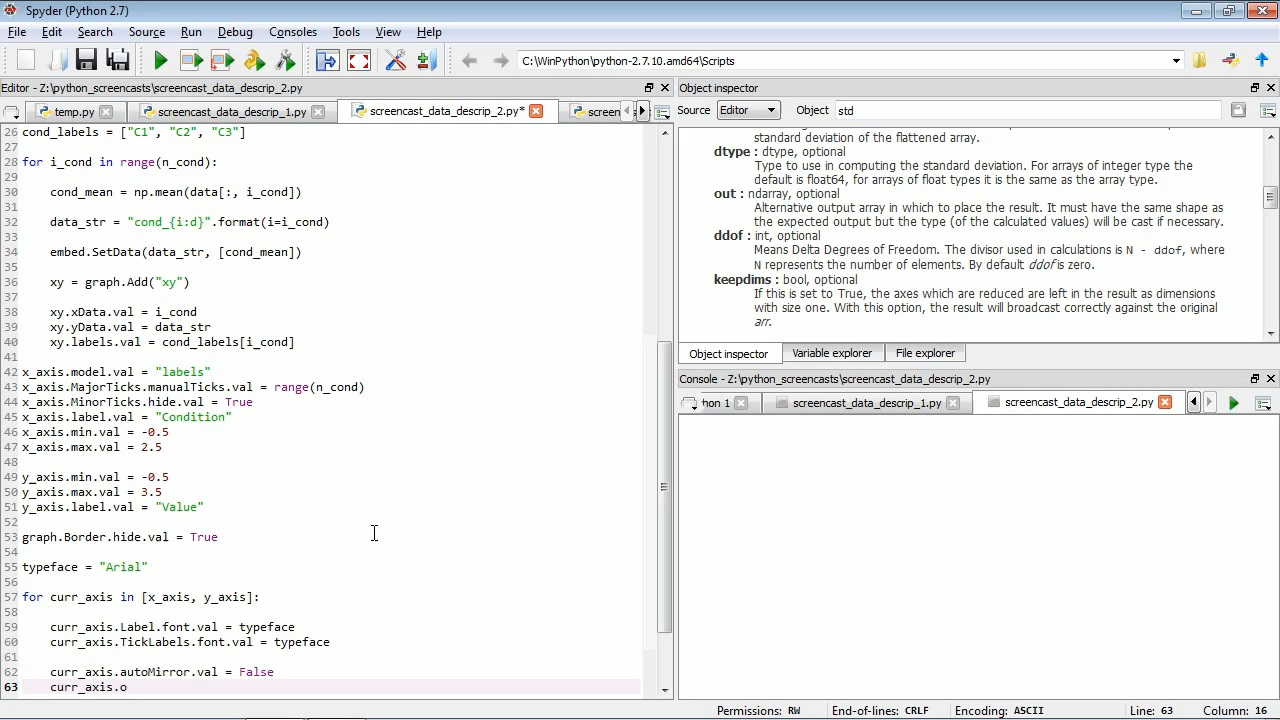 Spyder (Python 2.7)
File Edit Search Source Run Debug Consoles Tools View Help
C:\WinPython\python-2.7.10.amd64\Scripts
Editor - Z:\python_screencasts\screencast_data_descrip_2.py
temp.py screencast_data_descrip_1.py screencast_data_descrip_2.py* screen
26 cond_labels = ["C1", "C2", "C3"]
27
28 for i_cond in range(n_cond):
29
30 cond_mean = np.mean(data[:, i_cond])
31
32 data_str = "cond_{i:d}".format(i=i_cond)
33
34 embed.SetData(data_str, [cond_mean])
35
36 xy = graph.Add("xy")
37
38 xy.xData.val = i_cond
39 xy.yData.val = data_str
40 xy.labels.val = cond_labels[i_cond]
41
42 x_axis.model.val = "labels"
43 x_axis.MajorTicks.manualTicks.val = range(n_cond)
44 x_axis.MinorTicks.hide.val = True
45 x_axis.label.val = "Condition"
46 x_axis.min.val = -0.5
47 x_axis.max.val = 2.5
48
49 y_axis.min.val = -0.5
50 y_axis.max.val = 3.5
51 y_axis.label.val = "Value"
52
53 graph.Border.hide.val = True
54
55 typeface = "Arial"
56
57 for curr_axis in [x_axis, y_axis]:
58
59 curr_axis.Label.font.val = typeface
60 curr_axis.TickLabels.font.val = typeface
61
62 curr_axis.autoMirror.val = False
63 curr_axis.o
Object inspector
Source Editor Object std
standard deviation of the flattened array.
dtype : dtype, optional
Type to use in computing the standard deviation. For arrays of integer type the
default is float64, for arrays of float types it is the same as the array type.
out : ndarray, optional
Alternative output array in which to place the result. It must have the same shape as
the expected output but the type (of the calculated values) will be cast if necessary.
ddof : int, optional
Means Delta Degrees of Freedom. The divisor used in calculations is N - ddof, where
N represents the number of elements. By default ddof is zero.
keepdims : bool, optional
If this is set to True, the axes which are reduced are left in the result as dimensions
with size one. With this option, the result will broadcast correctly against the original
arr.
Object inspector Variable explorer File explorer
Console - Z:\python_screencasts\screencast_data_descrip_2.py
hon 1 screencast_data_descrip_1.py screencast_data_descrip_2.py
Permissions: RW End-of-lines: CRLF Encoding: ASCII Line: 63 Column: 16